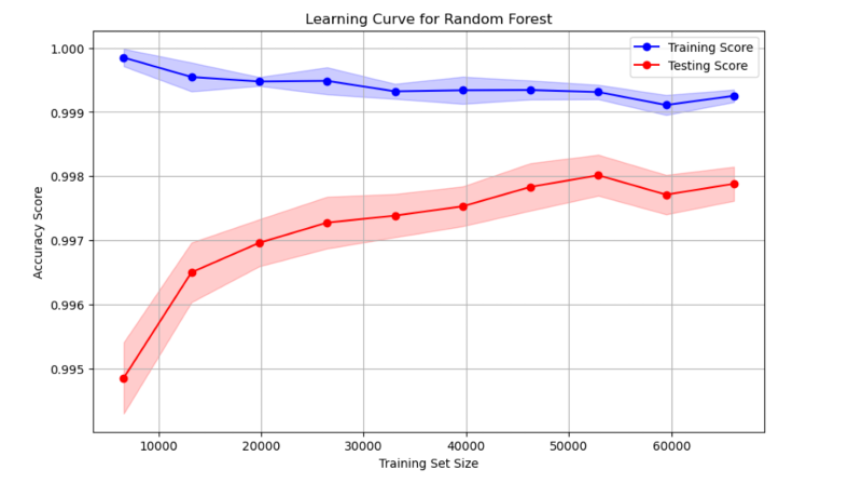 Learning Curve for Random Forest
Training Score
Testing Score
1.000
0.999
0.998
0.997
0.996
0.995
Accuracy Score
10000 20000 30000 40000 50000 60000
Training Set Size